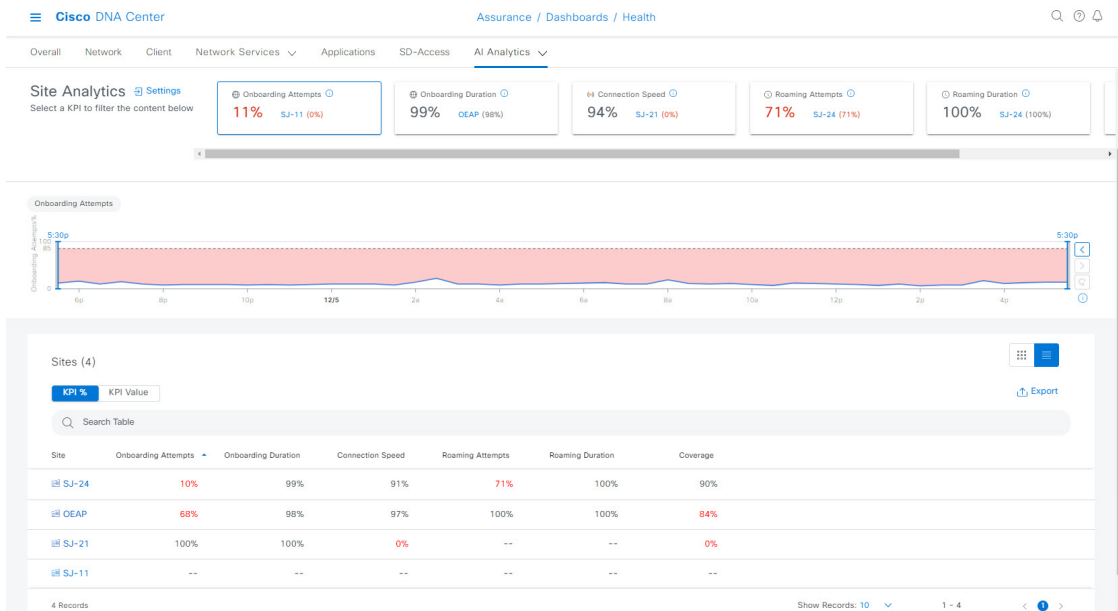 Cisco DNA Center
Assurance / Dashboards / Health
Overall Network Client Network Services Applications SD-Access AI Analytics
Site Analytics Settings
Select a KPI to filter the content below
Onboarding Attempts
11% SJ-11 (0%)
Onboarding Duration
99% OEAP (98%)
Connection Speed
94% SJ-21 (0%)
Roaming Attempts
71% SJ-24 (71%)
Roaming Duration
100% SJ-24 (100%)
Onboarding Attempts
Onboarding Attempts%
5:30p 5:30p
100
85
0
6p 8p 10p 12/5 2a 4a 6a 8a 10a 12p 2p 4p
Sites (4)
KPI % KPI Value
Export
Search Table
Site Onboarding Attempts Onboarding Duration Connection Speed Roaming Attempts Roaming Duration Coverage
SJ-24 10% 99% 91% 71% 100% 90%
OEAP 68% 98% 97% 100% 100% 84%
SJ-21 100% 100% 0% -- -- 0%
SJ-11 -- -- -- -- -- --
4 Records Show Records: 10 1 - 4 1